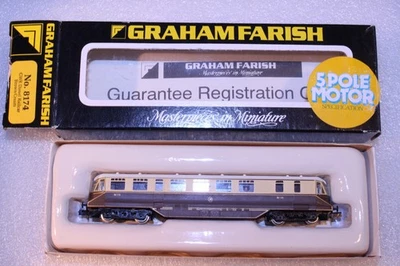 GRAHAM FARISH
GRAHAM FARISH
Masterpieces in Miniature
Guarantee Registration C
5 POLE
MOTOR
Masterpieces in Miniature
GRAHAM FARISH
No. 8174